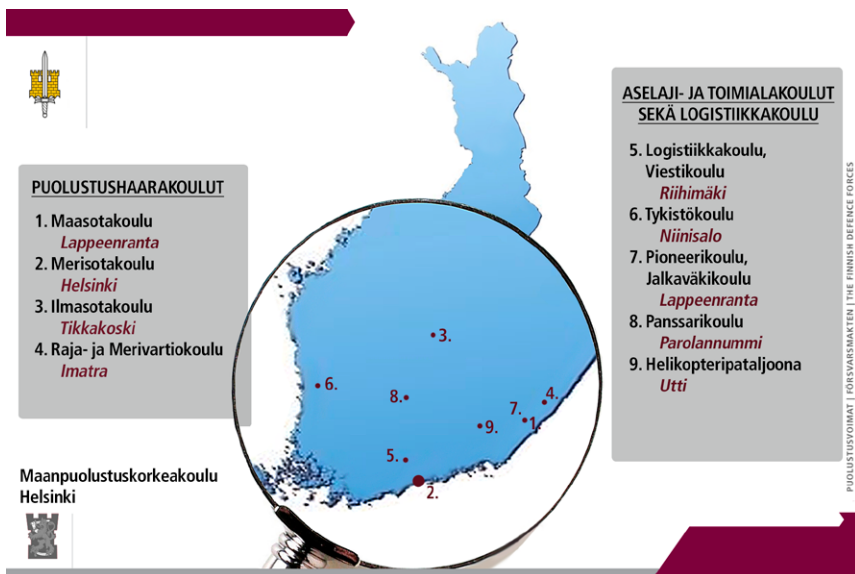 PUOLUSTUSHAARAKOULUT
1. Maasotakoulu
Lappeenranta
2. Merisotakoulu
Helsinki
3. Ilmasotakoulu
Tikkakoski
4. Raja- ja Merivartiokoulu
Imatra
Maanpuolustuskorkeakoulu
Helsinki
3.
6.
8.
4.
7.
1.
9.
5.
2.
ASELAJI- JA TOIMIALAKOULUT
SEKÄ LOGISTIIKKAKOULU
5. Logistiikkakoulu,
Viestikoulu
Riihimäki
6. Tykistökoulu
Niinisalo
7. Pioneerikoulu,
Jalkaväkikoulu
Lappeenranta
8. Panssarikoulu
Parolannummi
9. Helikopteripataljoona
Utti
PUOLUSTUSVOIMAT | FÖRSVARSMAKTEN | THE FINNISH DEFENCE FORCES